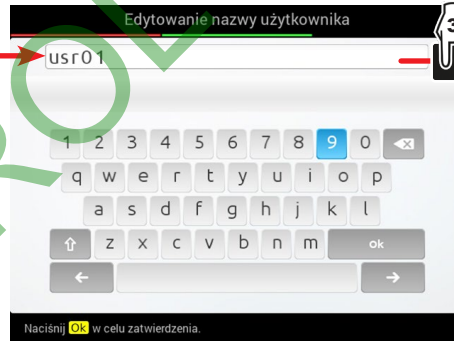 Edytowanie nazwy użytkownika
3
usr01
1 2 3 4 5 6 7 8 9 0
q w e r t y u i o p
a s d f g h j k l
z x c v b n m ok
Naciśnij Ok w celu zatwierdzenia.